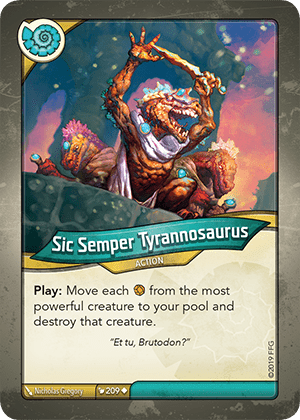 Sic Semper Tyrannosaurus
ACTION
Play: Move each from the most
powerful creature to your pool and
destroy that creature.
"Et tu, Brutodon?"
Nicholas Gregory
209
©2019 FFG